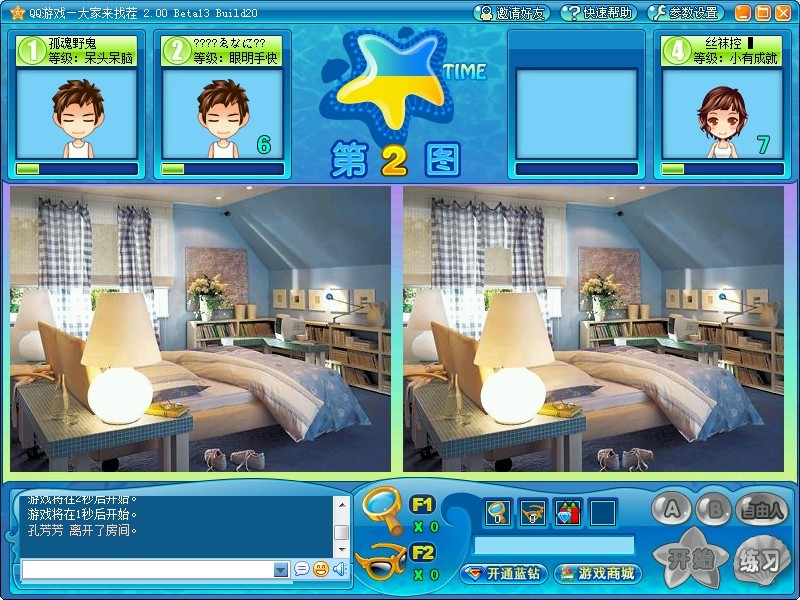 QQ游戏-大家来找茬 2.00 Beta13 Build20
邀请好友
快速帮助
参数设置
1
孤魂野鬼
等级：呆头呆脑
2
????ゑなに??
等级：眼明手快
6
TIME
第2图
4
丝袜控
等级：小有成就
7
游戏将在2秒后开始。
游戏将在1秒后开始。
孔芳芳 离开了房间。
F1
X 0
F2
X 0
0
0
开通蓝钻
游戏商城
A
B
自由人
开始
练习